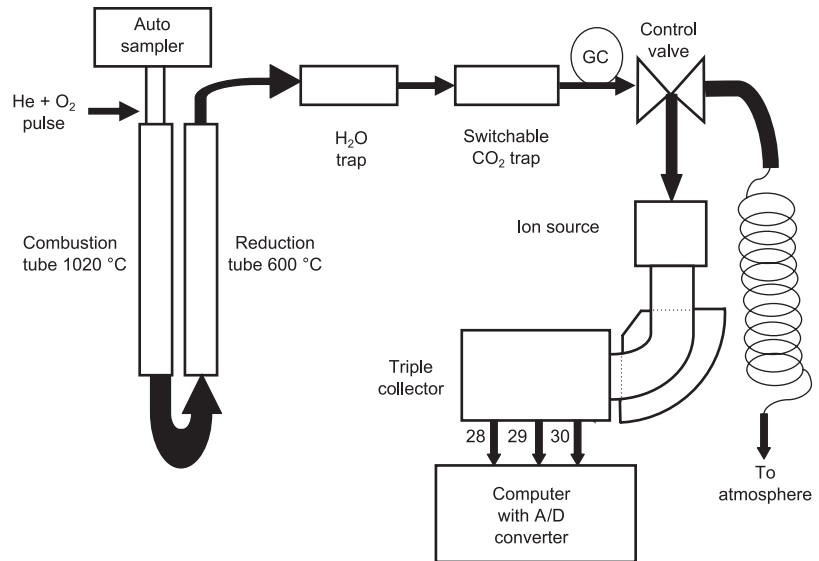 Auto
sampler
He + O₂
pulse
Combustion
tube 1020 °C
Reduction
tube 600 °C
H₂O
trap
Switchable
CO₂ trap
GC
Control
valve
Ion source
Triple
collector
28 29 30
Computer
with A/D
converter
To
atmosphere